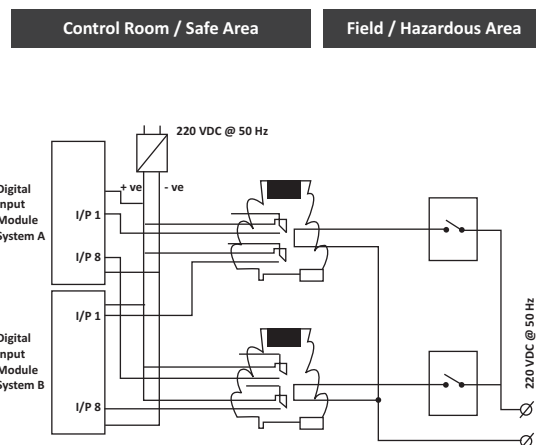 Control Room / Safe Area
Field / Hazardous Area
220 VDC @ 50 Hz
+ ve
- ve
Digital
Input
Module
System A
I/P 1
I/P 8
Digital
Input
Module
System B
I/P 1
I/P 8
220 VDC @ 50 Hz